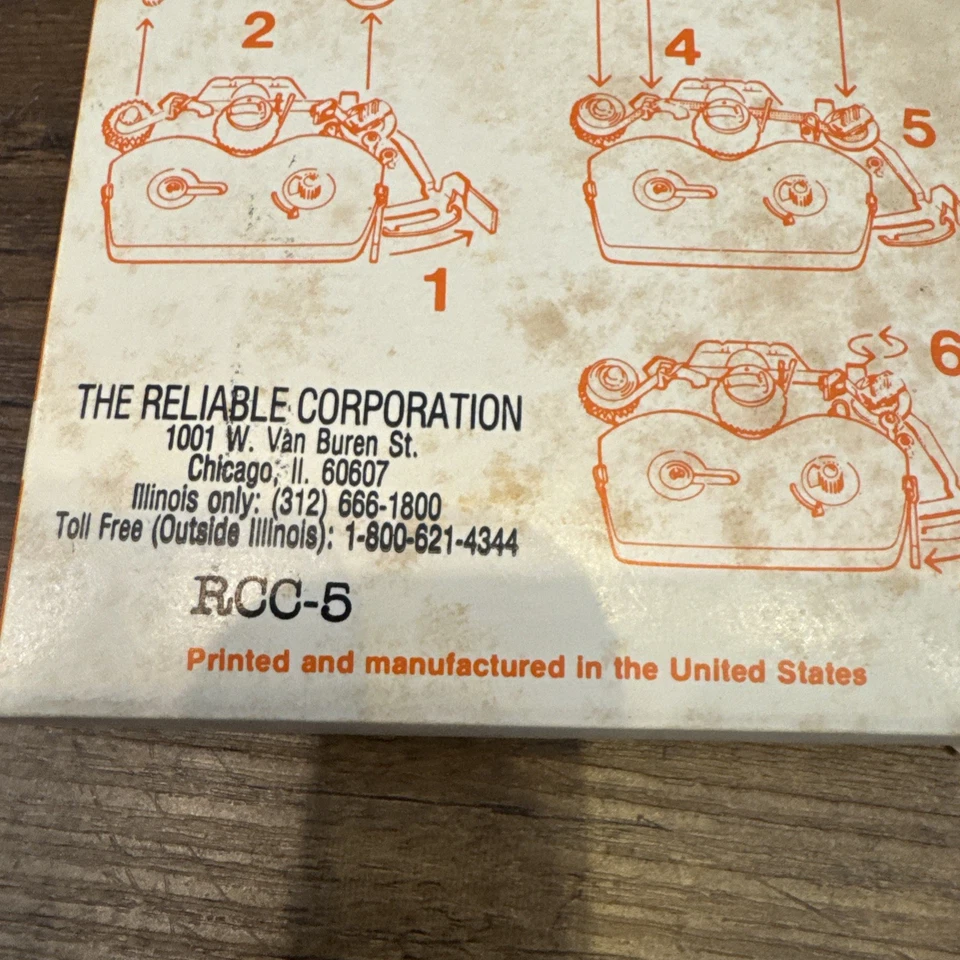 2
4
5
1
6
THE RELIABLE CORPORATION
1001 W. Van Buren St.
Chicago, Il. 60607
Illinois only: (312) 666-1800
Toll Free (Outside Illinois): 1-800-621-4344
RCC-5
Printed and manufactured in the United States